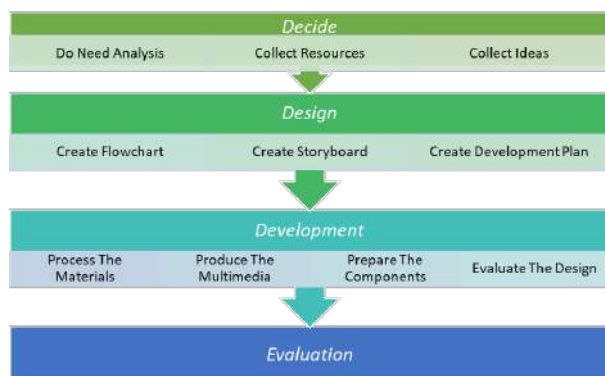 Decide
Do Need Analysis
Collect Resources
Collect Ideas
Design
Create Flowchart
Create Storyboard
Create Development Plan
Development
Process The
Materials
Produce The
Multimedia
Prepare The
Components
Evaluate The Design
Evaluation